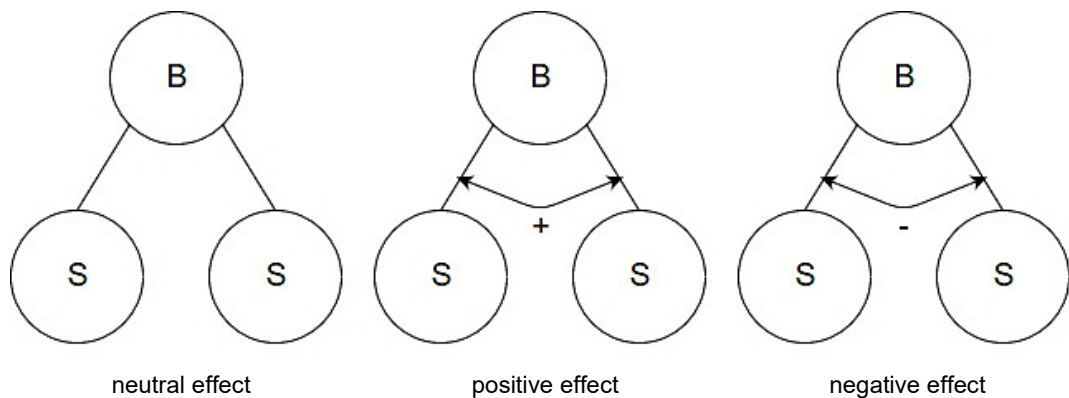 B B B
+ -
S S S S S S
neutral effect positive effect negative effect